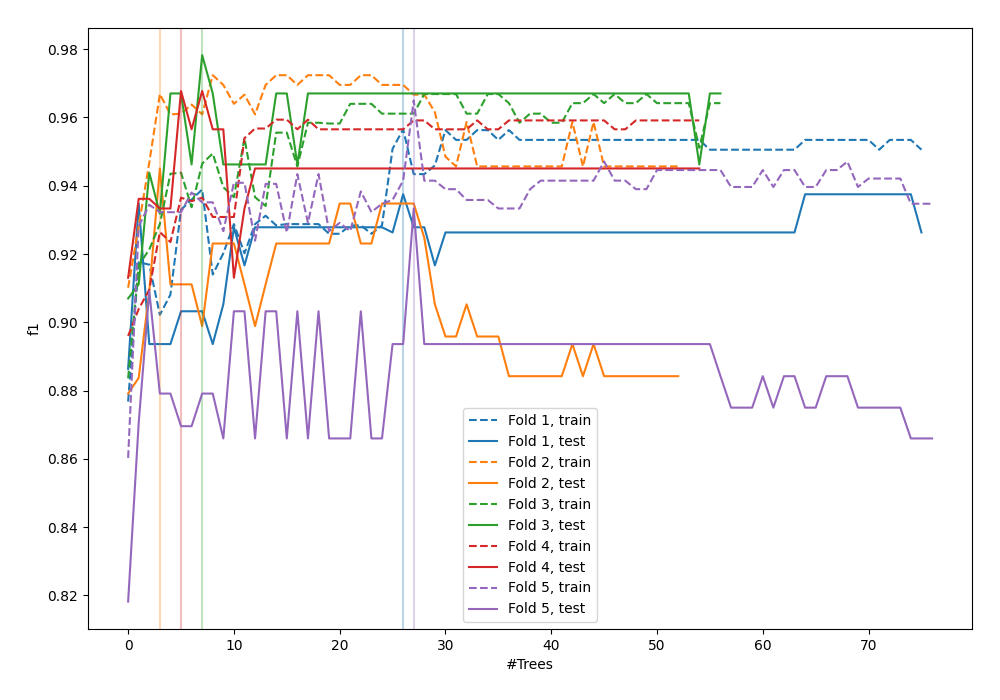 0.98
0.96
0.94
0.92
0.90
0.88
0.86
0.84
0.82
f1
0 10 20 30 40 50 60 70
#Trees
Fold 1, train
Fold 1, test
Fold 2, train
Fold 2, test
Fold 3, train
Fold 3, test
Fold 4, train
Fold 4, test
Fold 5, train
Fold 5, test